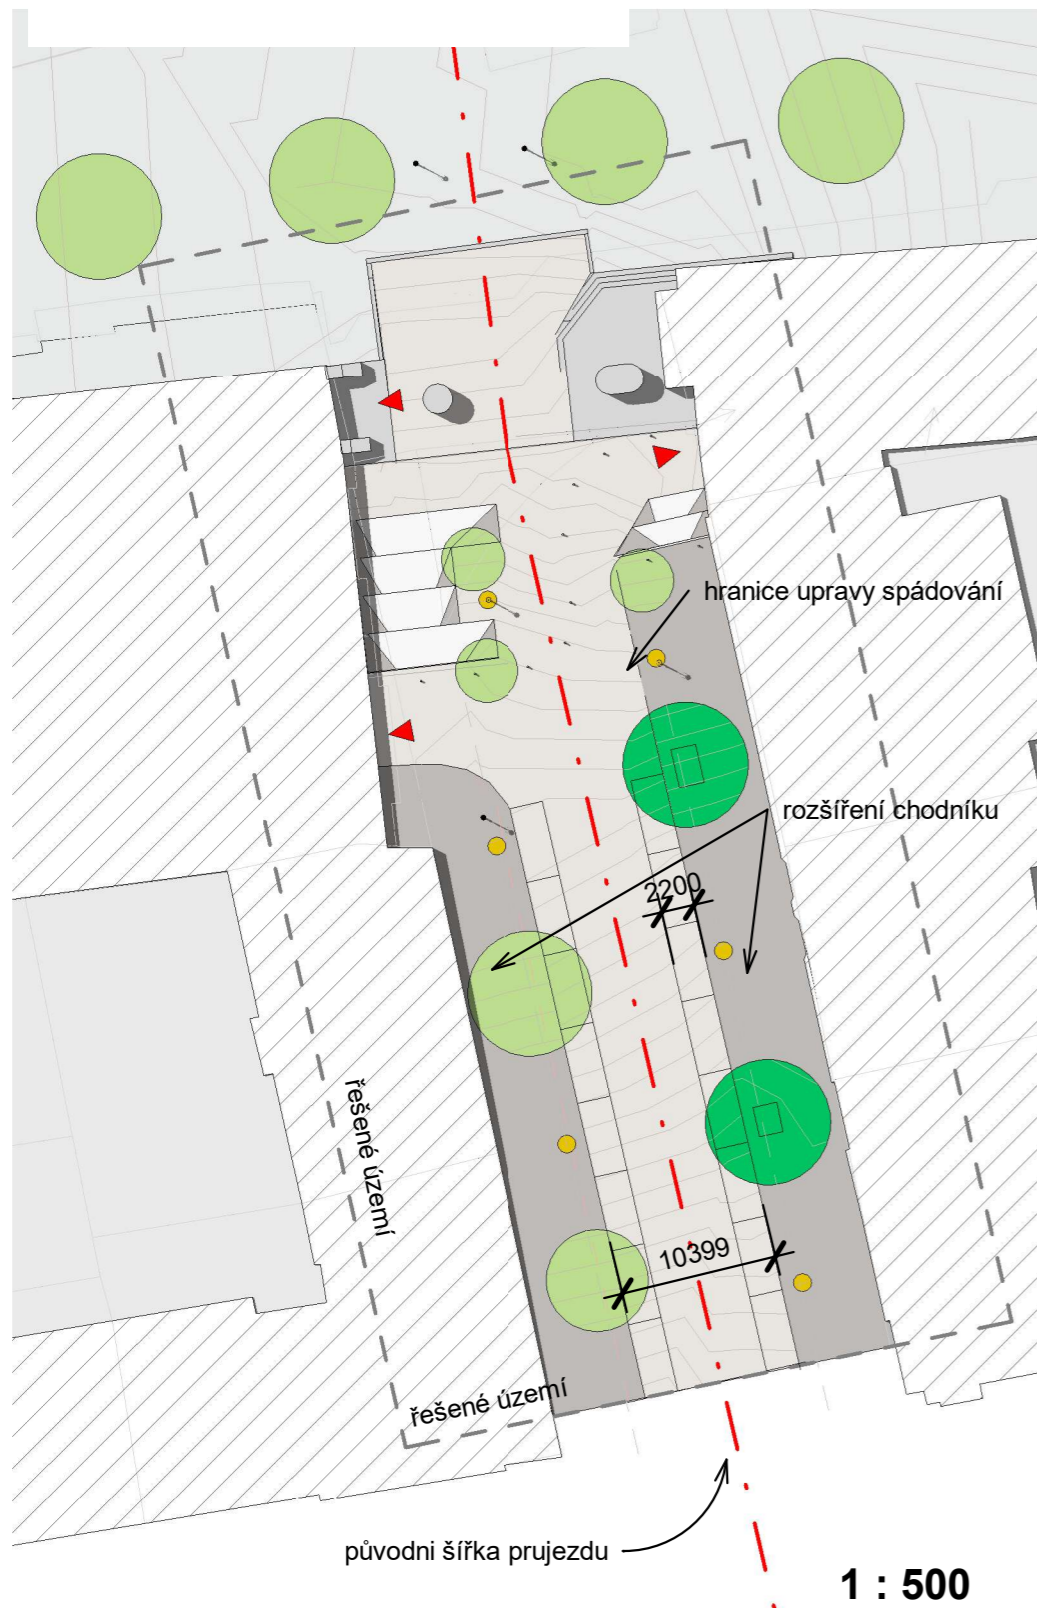 hranice upravy spádování
rozšíření chodníku
2200
řešené území
10399
řešené území
původni šířka prujezdu
1 : 500